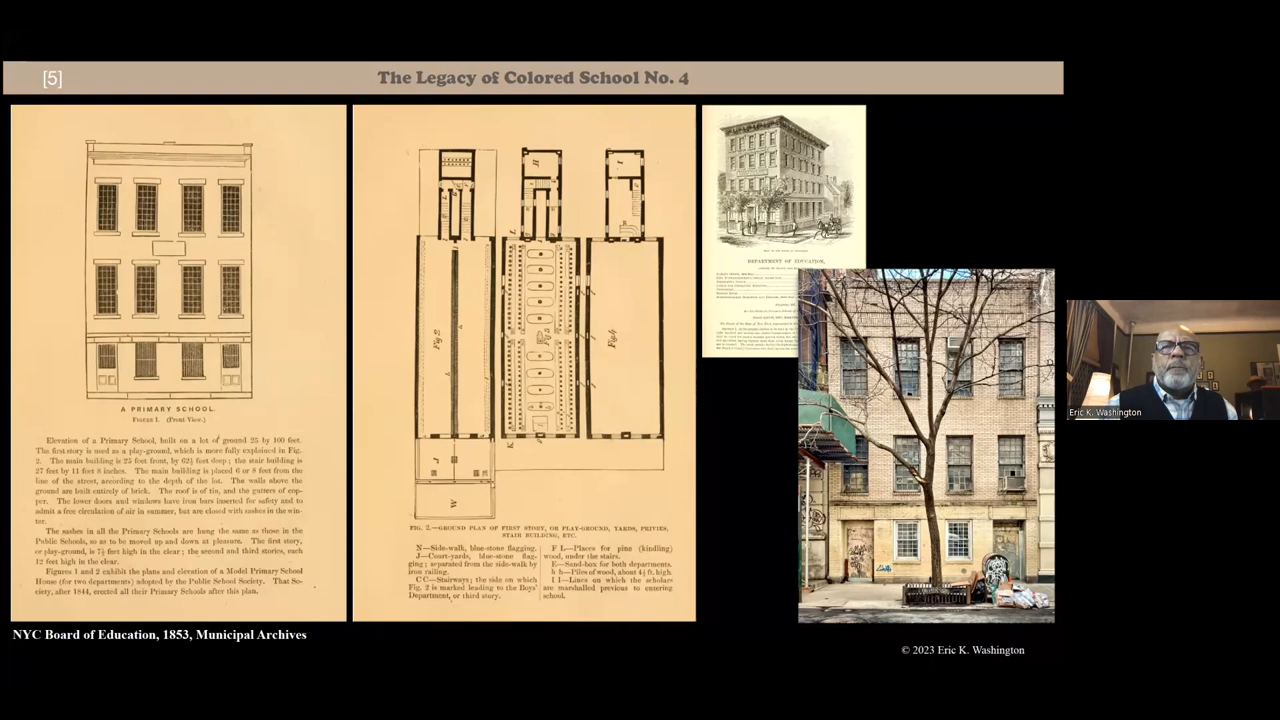 [5]
The Legacy of Colored School No. 4
A PRIMARY SCHOOL.
FIGURE 1. (Front View.)
Elevation of a Primary School, built on a lot of ground 25 by 100 feet.
The first story is used as a play-ground, which is more fully explained in Fig.
2. The main building is 25 feet front, by 62½ feet deep; the stair building is
27 feet by 11 feet 8 inches. The main building is placed 6 or 8 feet from the
line of the street, according to the depth of the lot. The walls above the
ground are built entirely of brick. The roof is of tin, and the gutters of cop-
per. The lower doors and windows have iron bars inserted for safety and to
admit a free circulation of air in summer, but are closed with sashes in the win-
ter.
The sashes in all the Primary Schools are hung the same as those in the
Public Schools, so as to be moved up and down at pleasure. The first story,
or play-ground, is 7½ feet high in the clear; the second and third stories, each
12 feet high in the clear.
Figures 1 and 2 exhibit the plans and elevation of a Model Primary School
House (for two departments) adopted by the Public School Society. That So-
ciety, after 1844, erected all their Primary Schools after this plan.
NYC Board of Education, 1853, Municipal Archives
H
I
Fig 2
Fig 3
Fig 4
J
K
W
FIG. 2.—GROUND PLAN OF FIRST STORY, OR PLAY-GROUND, YARDS, PRIVIES,
STAIR BUILDING, ETC.
N—Side-walk, blue-stone flagging.
J—Court-yards, blue-stone flag-
ging; separated from the side-walk by
iron railing.
C C—Stairways; the side on which
Fig. 2 is marked leading to the Boys'
Department, or third story.
F L—Places for pine (kindling)
wood, under the stairs.
E—Sand-box for both departments.
h h—Piles of wood, about 4½ ft. high.
I I—Lines on which the scholars
are marshalled previous to entering
school.
DEPARTMENT OF EDUCATION,
© 2023 Eric K. Washington
Eric K. Washington